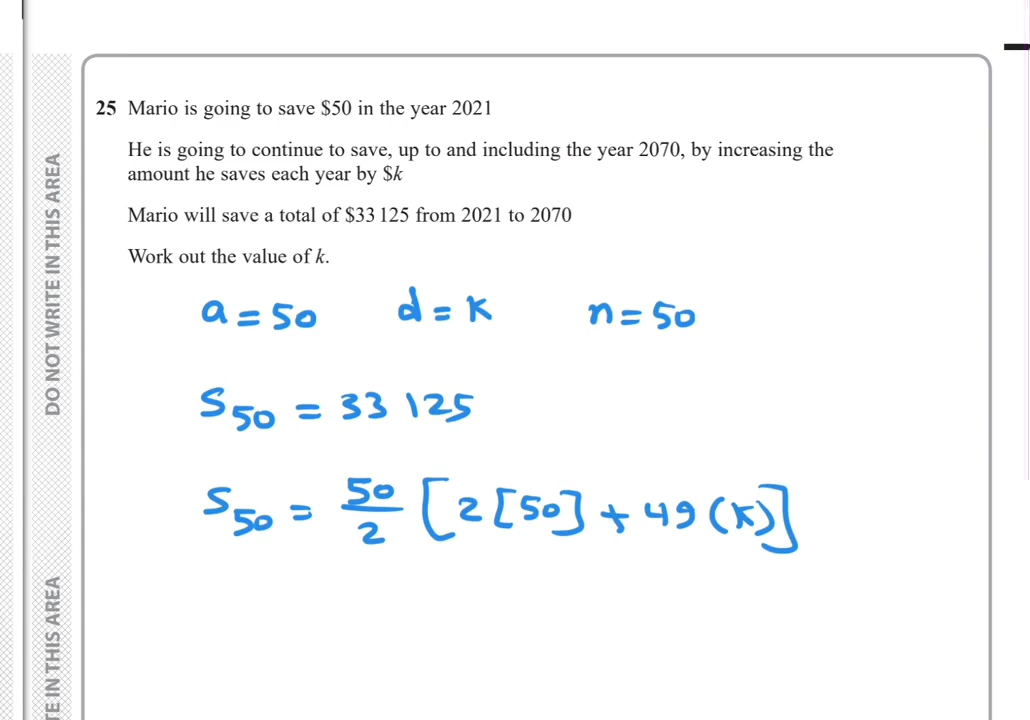 25 Mario is going to save $50 in the year 2021
He is going to continue to save, up to and including the year 2070, by increasing the
amount he saves each year by $k
Mario will save a total of $33 125 from 2021 to 2070
Work out the value of k.
a = 50 d = k n = 50
S50 = 33 125
S50 = 50/2 [2[50] + 49(k)]
DO NOT WRITE IN THIS AREA
TE IN THIS AREA